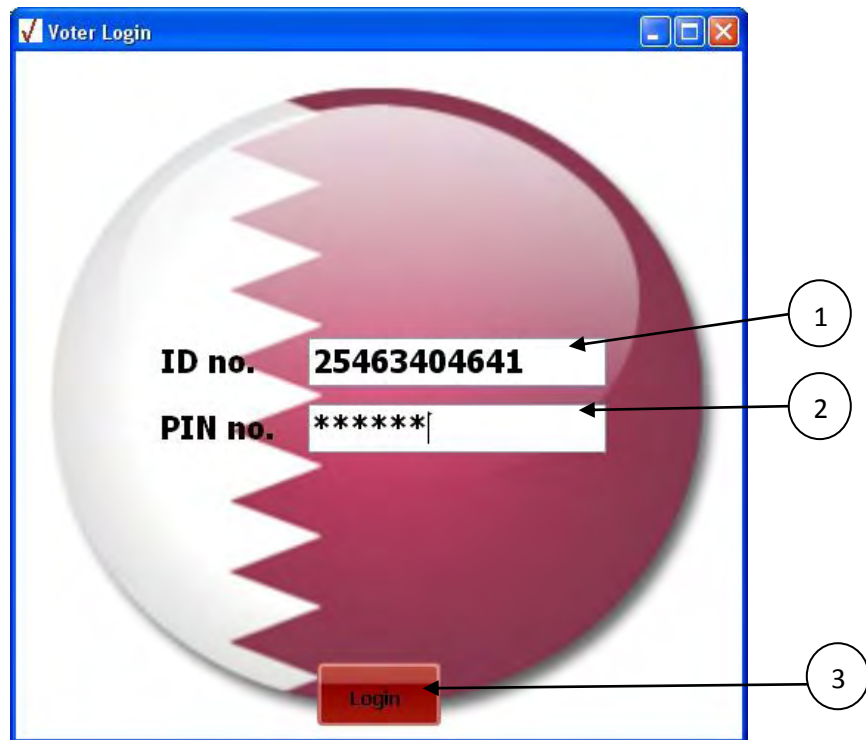 Voter Login
1
ID no. 25463404641
2
PIN no. ******
3
Login